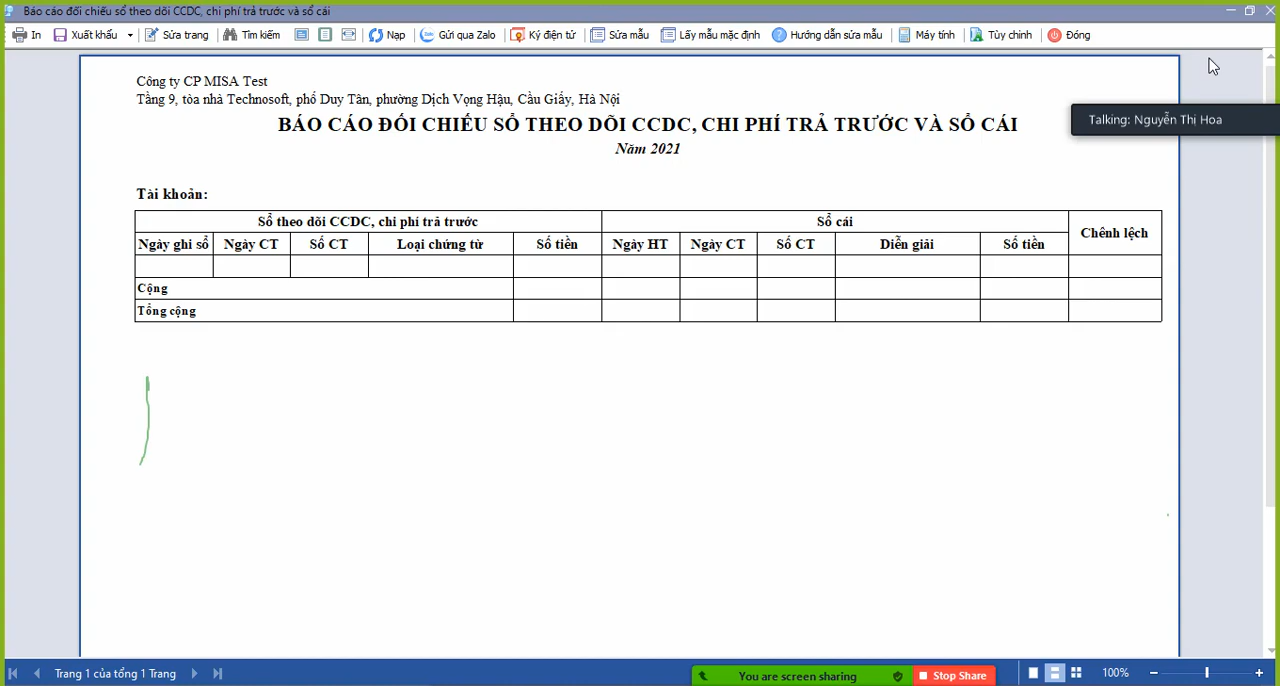 Báo cáo đối chiếu sổ theo dõi CCDC, chi phí trả trước và sổ cái
In Xuất khẩu Sửa trang Tìm kiếm Nạp Gửi qua Zalo Ký điện tử Sửa mẫu Lấy mẫu mặc định Hướng dẫn sửa mẫu Máy tính Tùy chỉnh Đóng
Công ty CP MISA Test
Tầng 9, tòa nhà Technosoft, phố Duy Tân, phường Dịch Vọng Hậu, Cầu Giấy, Hà Nội
BÁO CÁO ĐỐI CHIẾU SỔ THEO DÕI CCDC, CHI PHÍ TRẢ TRƯỚC VÀ SỔ CÁI
Talking: Nguyễn Thị Hoa
Năm 2021
Tài khoản:
Sổ theo dõi CCDC, chi phí trả trước Sổ cái Chênh lệch
Ngày ghi sổ Ngày CT Số CT Loại chứng từ Số tiền Ngày HT Ngày CT Số CT Diễn giải Số tiền
Cộng
Tổng cộng
Trang 1 của tổng 1 Trang You are screen sharing Stop Share 100%